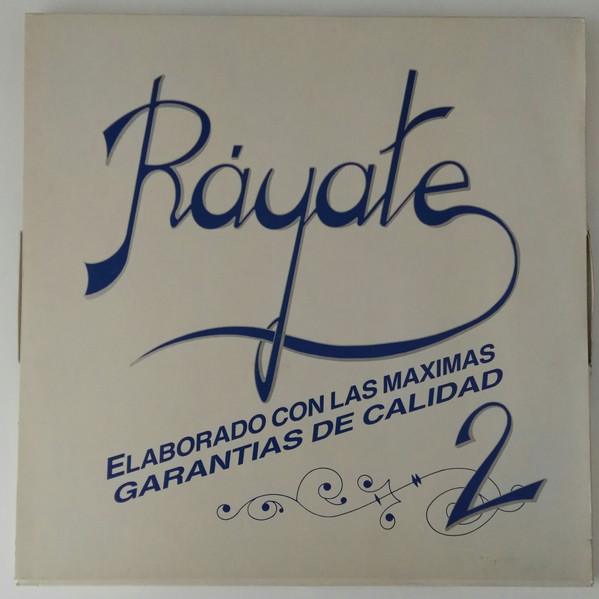 Ráyate
ELABORADO CON LAS MAXIMAS
GARANTIAS DE CALIDAD
2